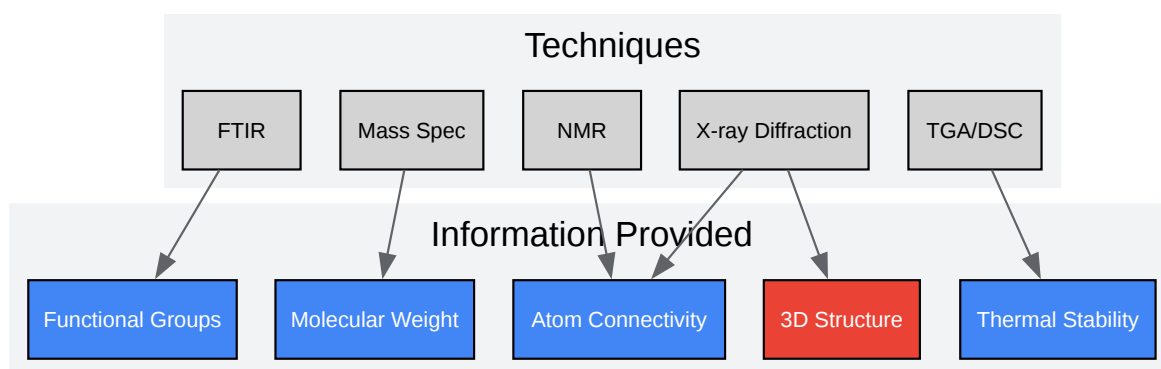 Techniques
FTIR
Mass Spec
NMR
X-ray Diffraction
TGA/DSC
Information Provided
Functional Groups
Molecular Weight
Atom Connectivity
3D Structure
Thermal Stability